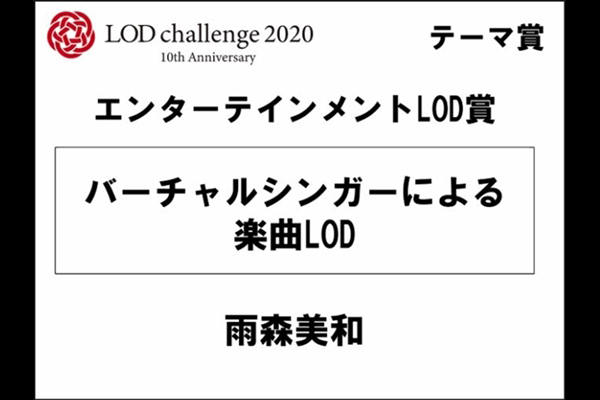 LOD challenge 2020
10th Anniversary
テーマ賞
エンターテインメントLOD賞
バーチャルシンガーによる
楽曲LOD
雨森美和